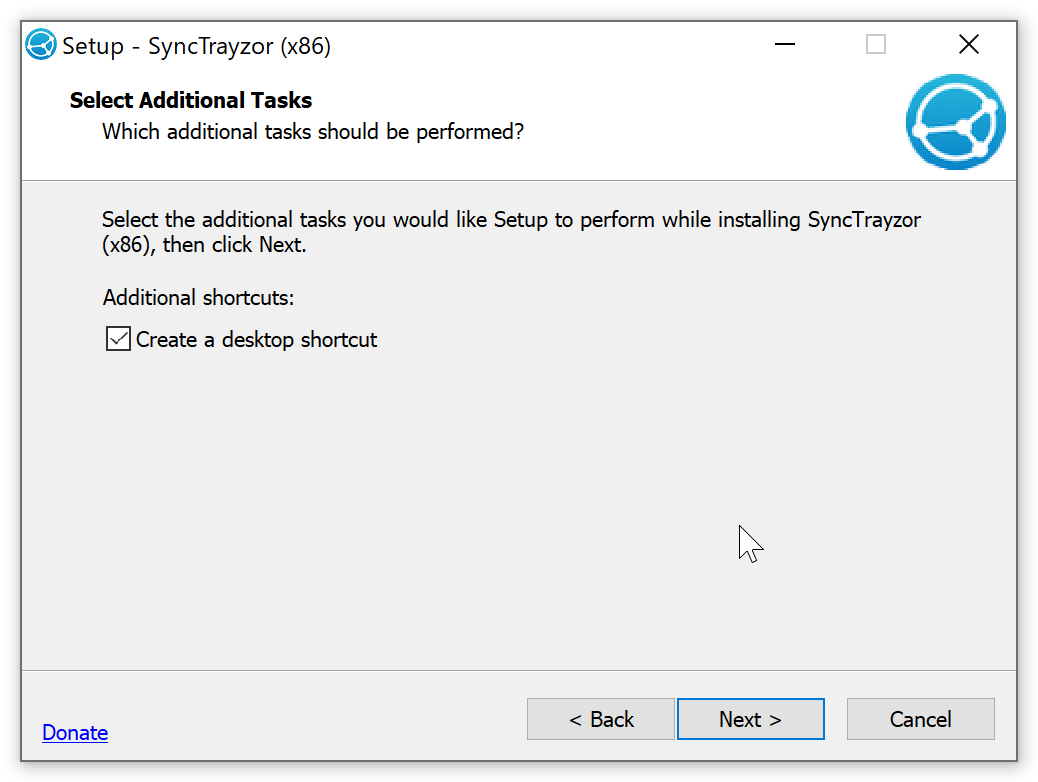 Setup - SyncTrayzor (x86)
Select Additional Tasks
Which additional tasks should be performed?
Select the additional tasks you would like Setup to perform while installing SyncTrayzor
(x86), then click Next.
Additional shortcuts:
Create a desktop shortcut
Donate
< Back
Next >
Cancel